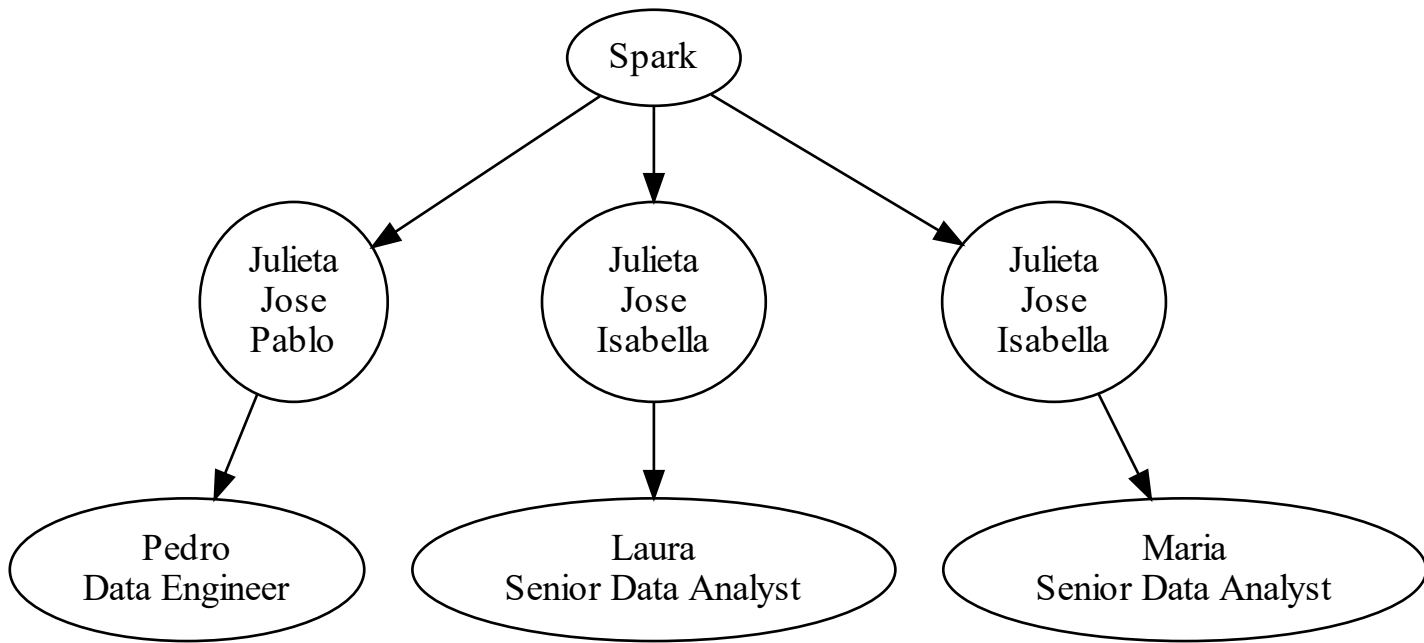 Spark
Julieta
Jose
Pablo
Julieta
Jose
Isabella
Julieta
Jose
Isabella
Pedro
Data Engineer
Laura
Senior Data Analyst
Maria
Senior Data Analyst